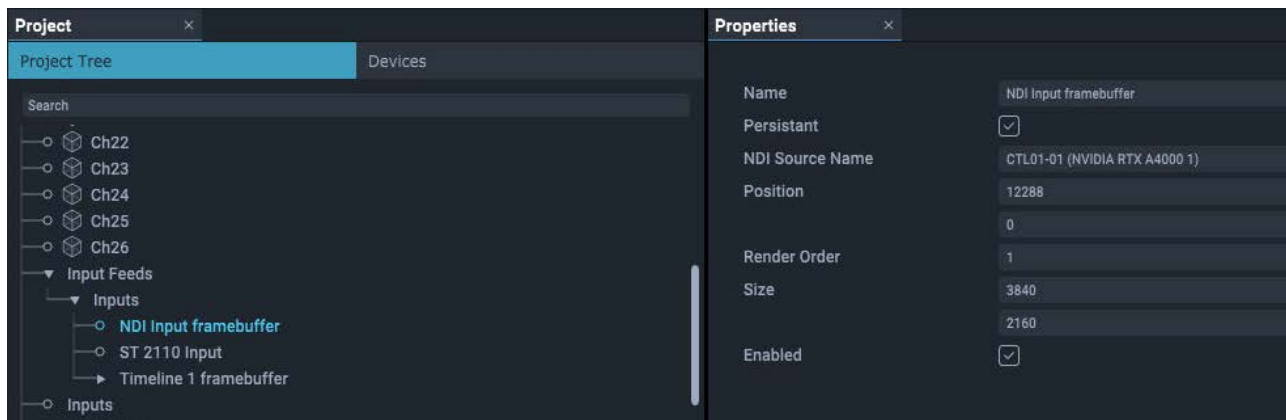 Project ×
Project Tree Devices
Search
Ch22
Ch23
Ch24
Ch25
Ch26
Input Feeds
Inputs
NDI Input framebuffer
ST 2110 Input
Timeline 1 framebuffer
Inputs
Properties ×
Name NDI Input framebuffer
Persistant
NDI Source Name CTL01-01 (NVIDIA RTX A4000 1)
Position 12288
0
Render Order 1
Size 3840
2160
Enabled